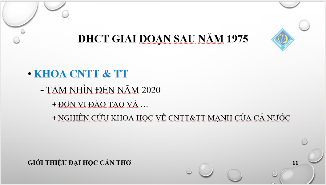 DHCT GIAI ĐOẠN SAU NĂM 1975
• KHOA CNTT & TT
- TẦM NHÌN ĐẾN NĂM 2020
+ ĐƠN VỊ ĐÀO TẠO VÀ …
+ NGHIÊN CỨU KHOA HỌC VỀ CNTT&TT MẠNH CỦA CẢ NƯỚC
GIỚI THIỆU ĐẠI HỌC CẦN THƠ
11